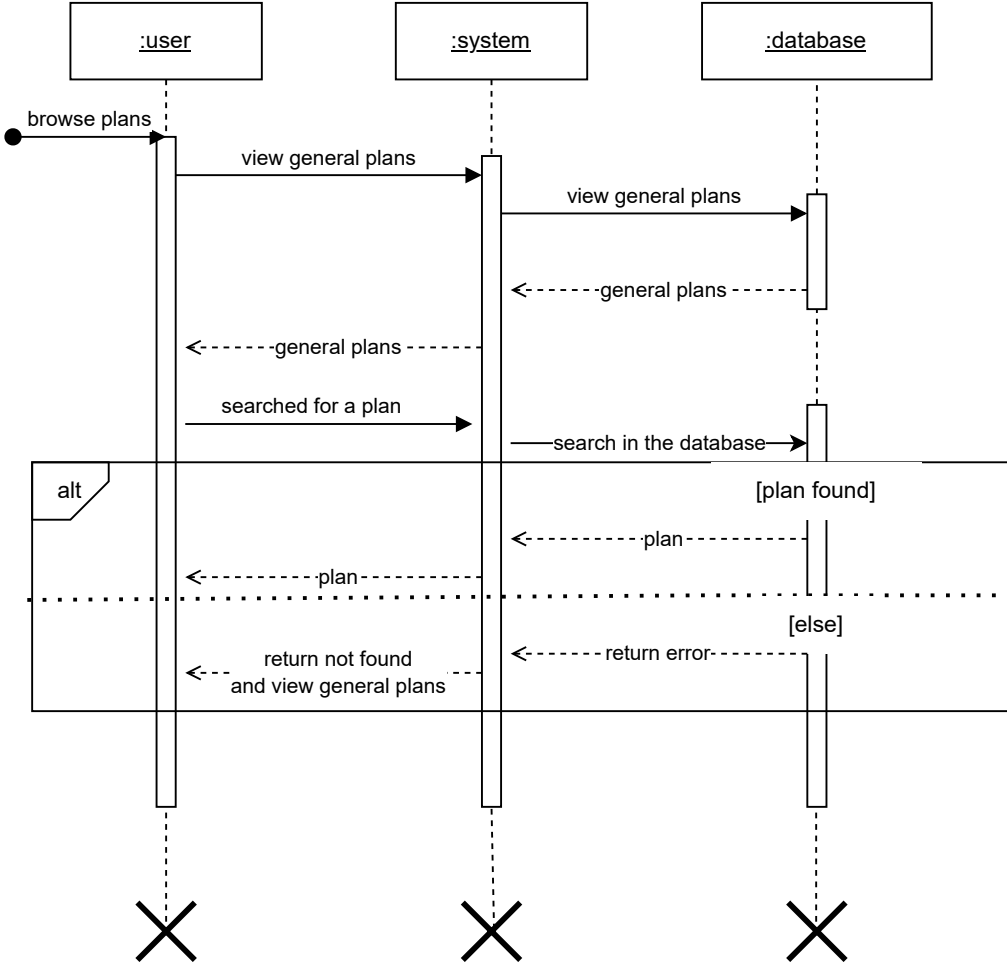 :user
:system
:database
browse plans
view general plans
view general plans
general plans
general plans
searched for a plan
search in the database
alt
[plan found]
plan
plan
[else]
return error
return not found
and view general plans